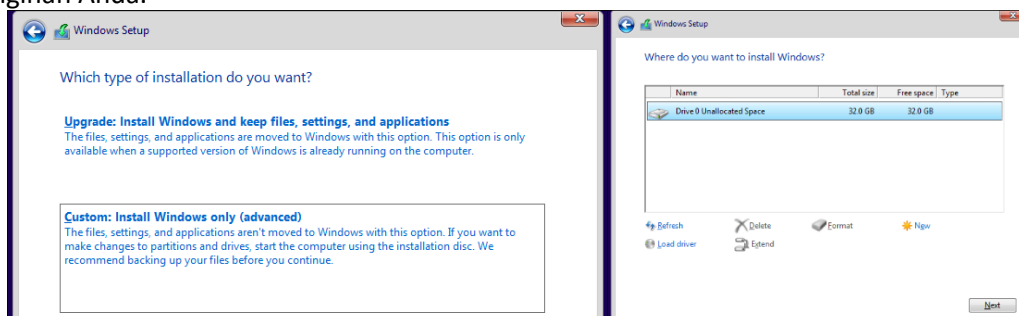 ginan Anda.
Windows Setup
Which type of installation do you want?
Upgrade: Install Windows and keep files, settings, and applications
The files, settings, and applications are moved to Windows with this option. This option is only
available when a supported version of Windows is already running on the computer.
Custom: Install Windows only (advanced)
The files, settings, and applications aren't moved to Windows with this option. If you want to
make changes to partitions and drives, start the computer using the installation disc. We
recommend backing up your files before you continue.
Windows Setup
Where do you want to install Windows?
Name Total size Free space Type
Drive 0 Unallocated Space 32.0 GB 32.0 GB
Refresh Delete Format New
Load driver Extend
Next